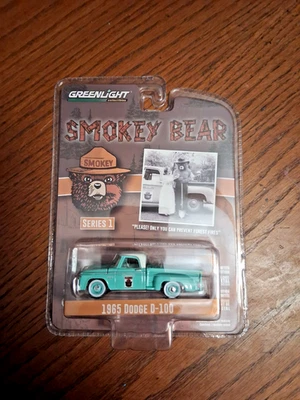 GREENLIGHT
SMOKEY BEAR
SMOKEY
SERIES 1
"PLEASE! ONLY YOU CAN PREVENT FOREST FIRES"
1965 DODGE D-100